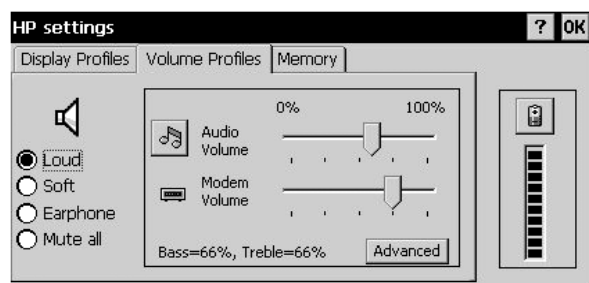 HP settings ? OK
Display Profiles Volume Profiles Memory
0% 100%
Audio
Volume
Loud
Soft
Modem
Volume
Earphone
Mute all
Bass=66%, Treble=66% Advanced